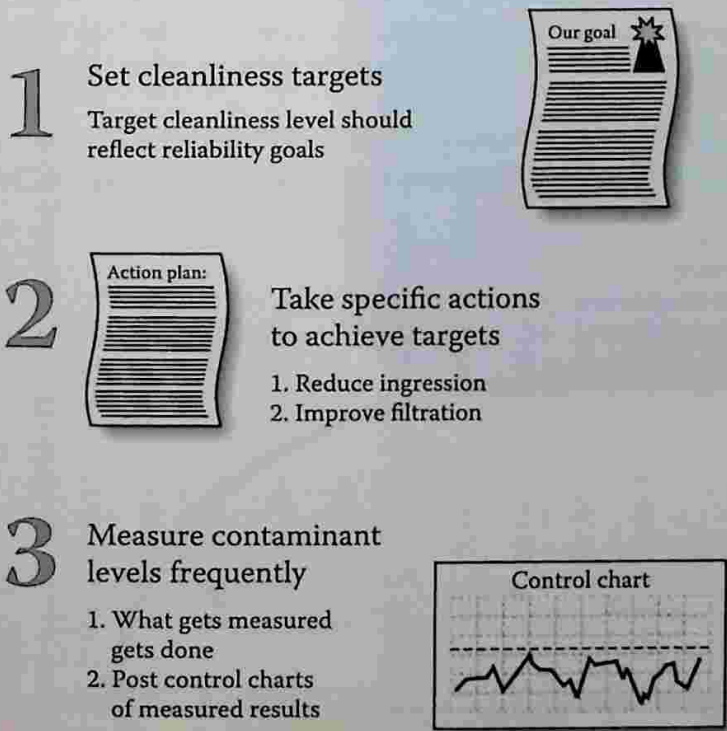 Our goal
1
Set cleanliness targets
Target cleanliness level should
reflect reliability goals
2
Action plan:
Take specific actions
to achieve targets
1. Reduce ingression
2. Improve filtration
3
Measure contaminant
levels frequently
1. What gets measured
gets done
2. Post control charts
of measured results
Control chart